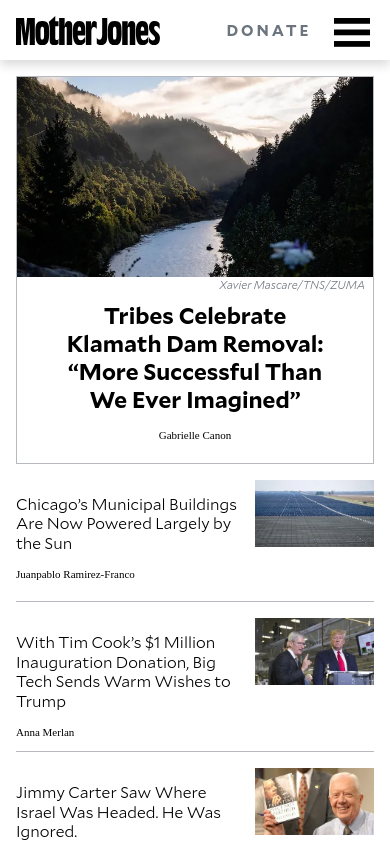 Mother Jones
DONATE
Xavier Mascare/TNS/ZUMA
Tribes Celebrate
Klamath Dam Removal:
“More Successful Than
We Ever Imagined”
Gabrielle Canon
Chicago’s Municipal Buildings
Are Now Powered Largely by
the Sun
Juanpablo Ramirez-Franco
With Tim Cook’s $1 Million
Inauguration Donation, Big
Tech Sends Warm Wishes to
Trump
Anna Merlan
Jimmy Carter Saw Where
Israel Was Headed. He Was
Ignored.